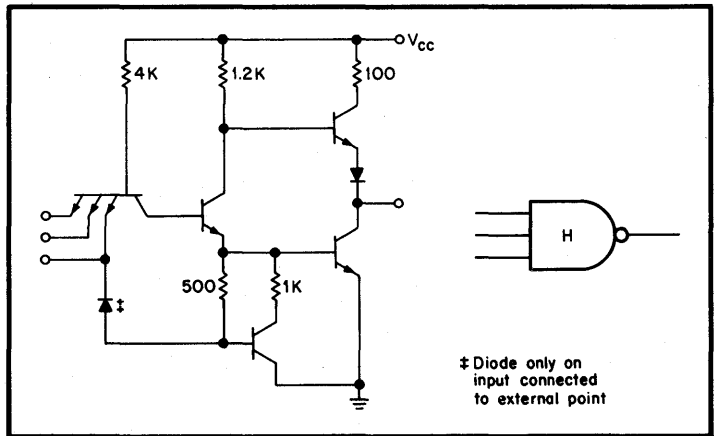 Vcc
4K
1.2K
100
500
1K
H
‡ Diode only on
input connected
to external point
‡